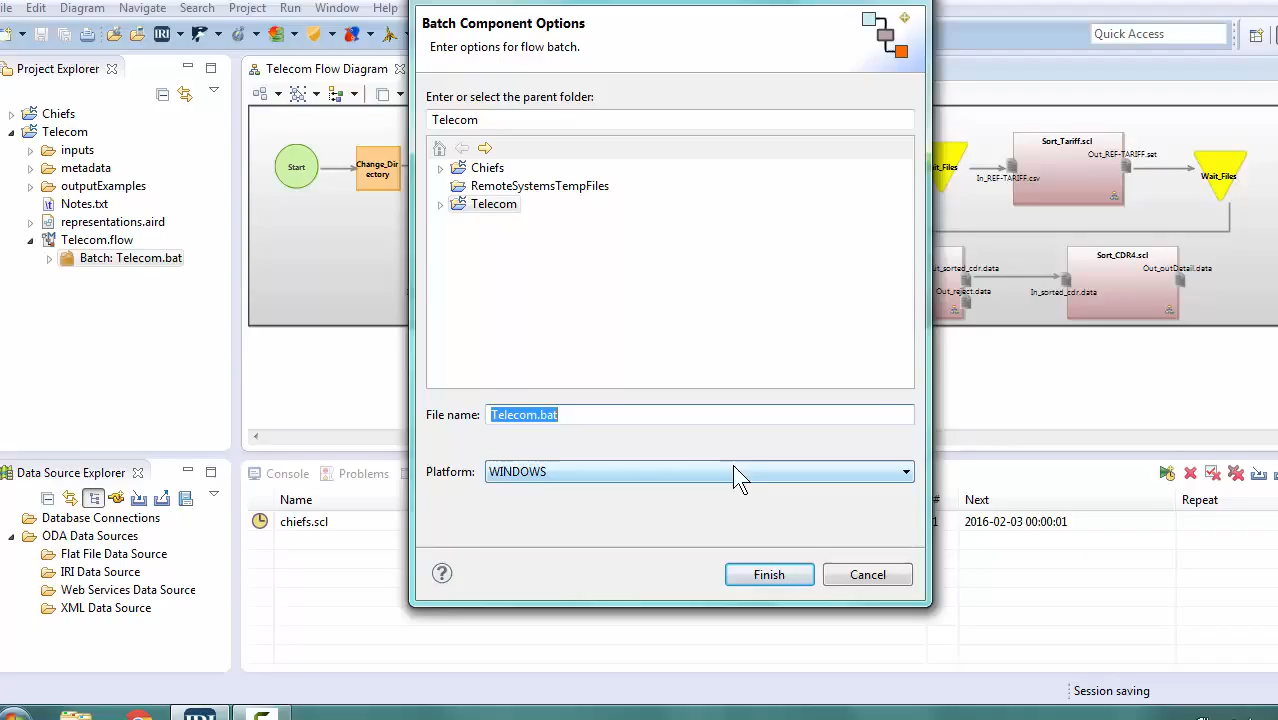 ile Edit Diagram Navigate Search Project Run Window Help
Quick Access
Project Explorer
Chiefs
Telecom
inputs
metadata
outputExamples
Notes.txt
representations.aird
Telecom.flow
Batch: Telecom.bat
Telecom Flow Diagram
Start
Change_Dir
ectory
Batch Component Options
Enter options for flow batch.
Enter or select the parent folder:
Telecom
Chiefs
RemoteSystemsTempFiles
Telecom
File name: Telecom.bat
Platform: WINDOWS
Finish
Cancel
it_Files
In_REF-TARIFF.csv
Sort_Tariff.scl
Out_REF-TARIFF.set
Wait_Files
ut_sorted_cdr.data
Out_reject.data
In_sorted_cdr.data
Sort_CDR4.scl
Out_outDetail.data
Data Source Explorer
Database Connections
ODA Data Sources
Flat File Data Source
IRI Data Source
Web Services Data Source
XML Data Source
Console Problems
Name # Next Repeat
chiefs.scl 1 2016-02-03 00:00:01
Session saving